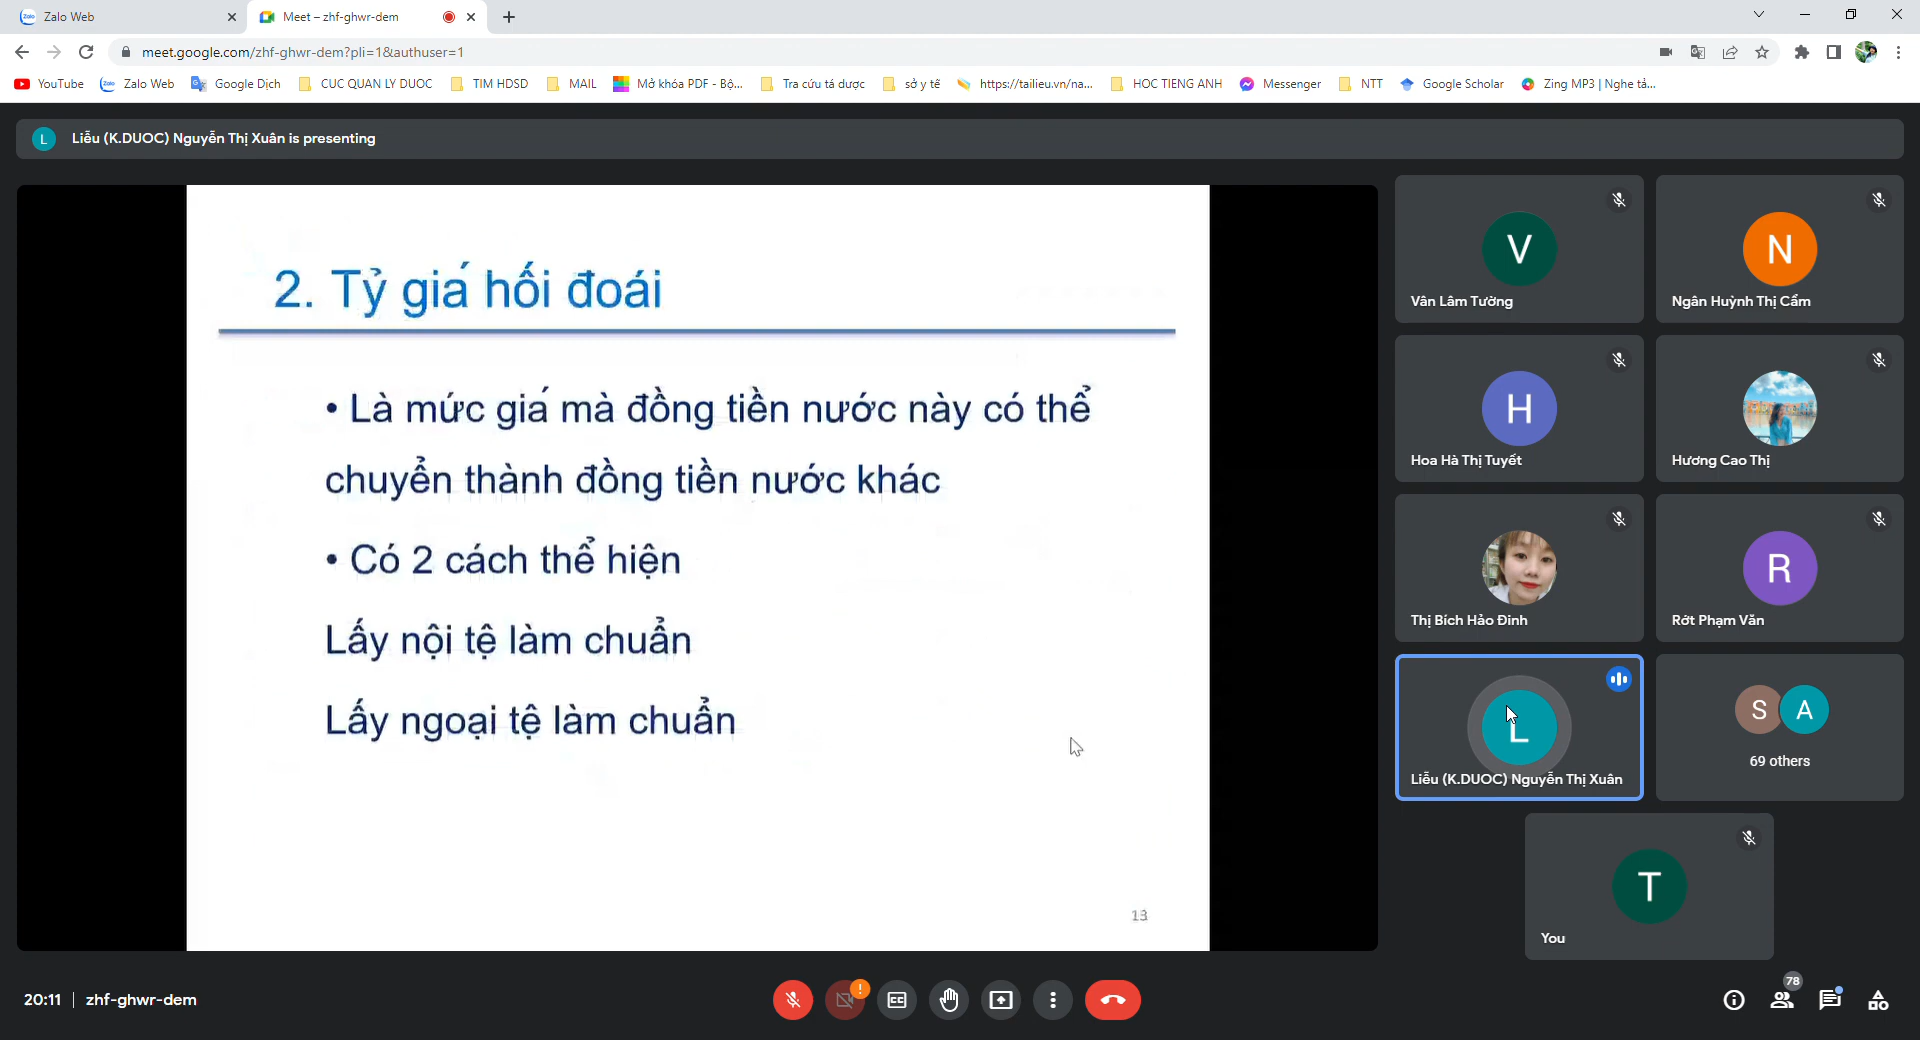 Zalo Web
Meet – zhf-ghwr-dem
meet.google.com/zhf-ghwr-dem?pli=1&authuser=1
YouTube
Zalo Web
Google Dịch
CUC QUAN LY DUOC
TIM HDSD
MAIL
Mở khóa PDF - Bộ...
Tra cứu tá dược
sở y tế
https://tailieu.vn/na...
HOC TIENG ANH
Messenger
NTT
Google Scholar
Zing MP3 | Nghe tả...
L
Liễu (K.DUOC) Nguyễn Thị Xuân is presenting
2. Tỷ giá hối đoái
• Là mức giá mà đồng tiền nước này có thể
chuyển thành đồng tiền nước khác
• Có 2 cách thể hiện
Lấy nội tệ làm chuẩn
Lấy ngoại tệ làm chuẩn
13
V
Vân Lâm Tường
N
Ngân Huỳnh Thị Cẩm
H
Hoa Hà Thị Tuyết
Hương Cao Thị
Thị Bích Hảo Đinh
R
Rớt Phạm Văn
L
Liễu (K.DUOC) Nguyễn Thị Xuân
S A
69 others
T
You
20:11 | zhf-ghwr-dem
78